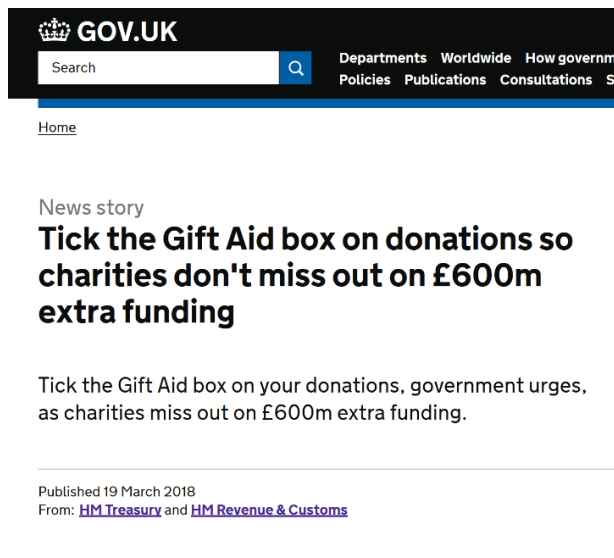 GOV.UK
Search
Departments Worldwide How governm
Policies Publications Consultations S
Home
News story
Tick the Gift Aid box on donations so
charities don't miss out on £600m
extra funding
Tick the Gift Aid box on your donations, government urges,
as charities miss out on £600m extra funding.
Published 19 March 2018
From: HM Treasury and HM Revenue & Customs